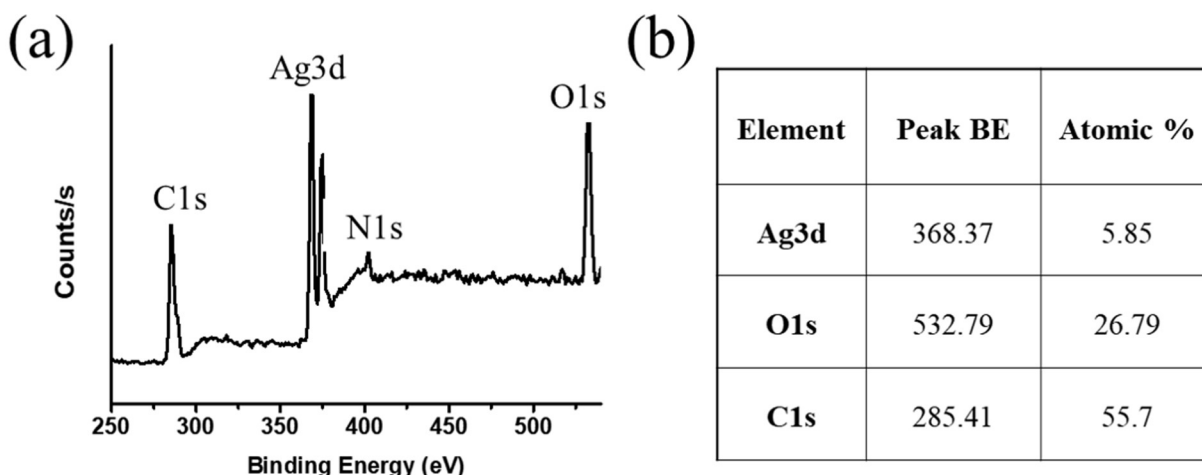 (a)
Ag3d
O1s
C1s
N1s
Counts/s
250 300 350 400 450 500
Binding Energy (eV)
(b)
Element Peak BE Atomic %
Ag3d 368.37 5.85
O1s 532.79 26.79
C1s 285.41 55.7